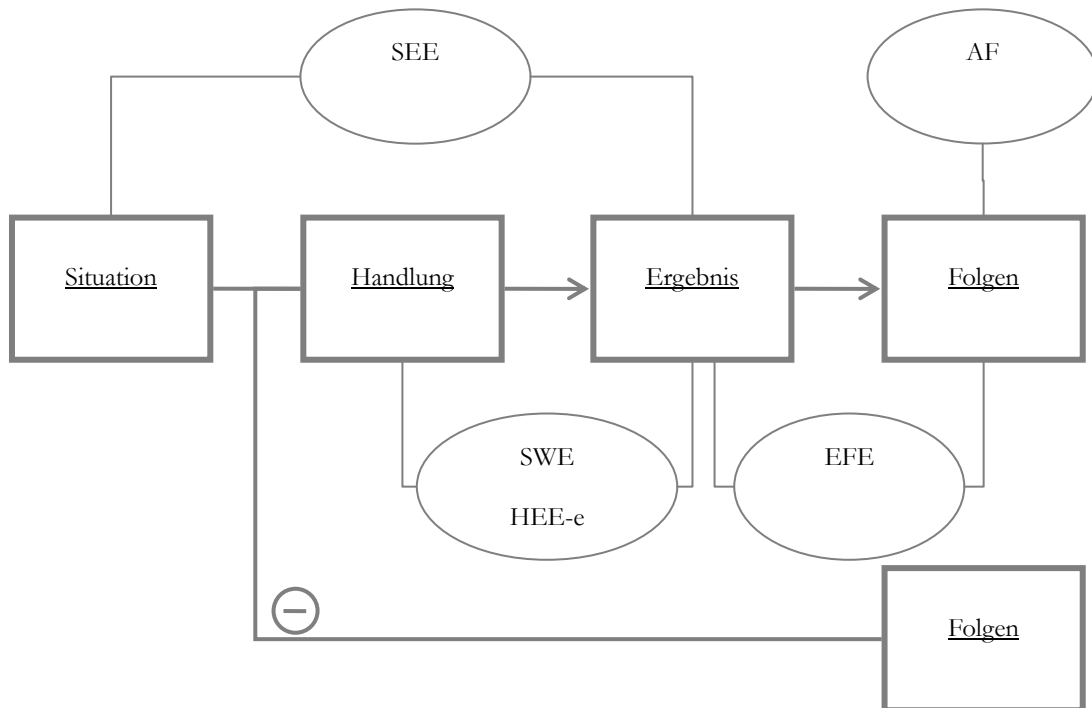 SEE
AF
Situation
Handlung
Ergebnis
Folgen
SWE
HEE-e
EFE
Folgen